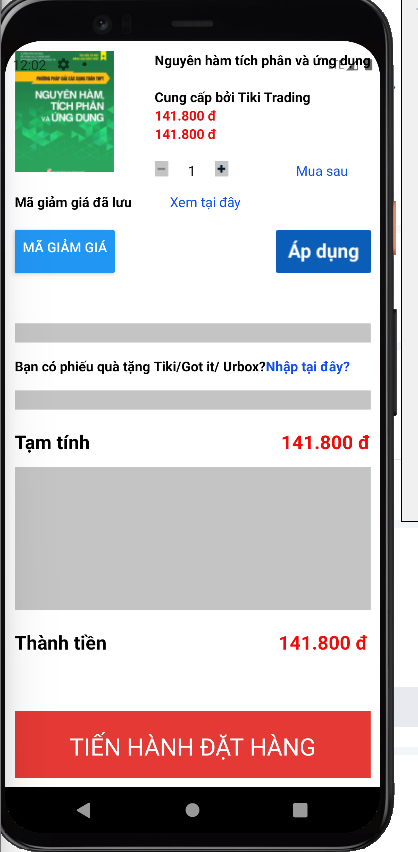 12:02
Nguyên hàm tích phân và ứng dụng
PHƯƠNG PHÁP GIẢI CÁC DẠNG TOÁN THPT
NGUYÊN HÀM,
TÍCH PHÂN
VÀ ỨNG DỤNG
Cung cấp bởi Tiki Trading
141.800 đ
141.800 đ
1
Mua sau
Mã giảm giá đã lưu
Xem tại đây
MÃ GIẢM GIÁ
Áp dụng
Bạn có phiếu quà tặng Tiki/Got it/ Urbox?Nhập tại đây?
Tạm tính
141.800 đ
Thành tiền
141.800 đ
TIẾN HÀNH ĐẶT HÀNG